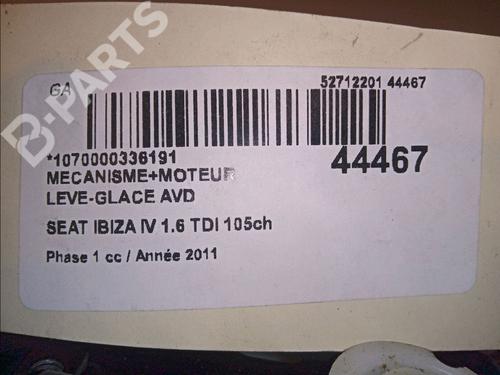 B-PARTS
GA
52712201 44467
*1070000336191
44467
MECANISME+MOTEUR
LEVE-GLACE AVD
SEAT IBIZA IV 1.6 TDI 105ch
Phase 1 cc / Année 2011